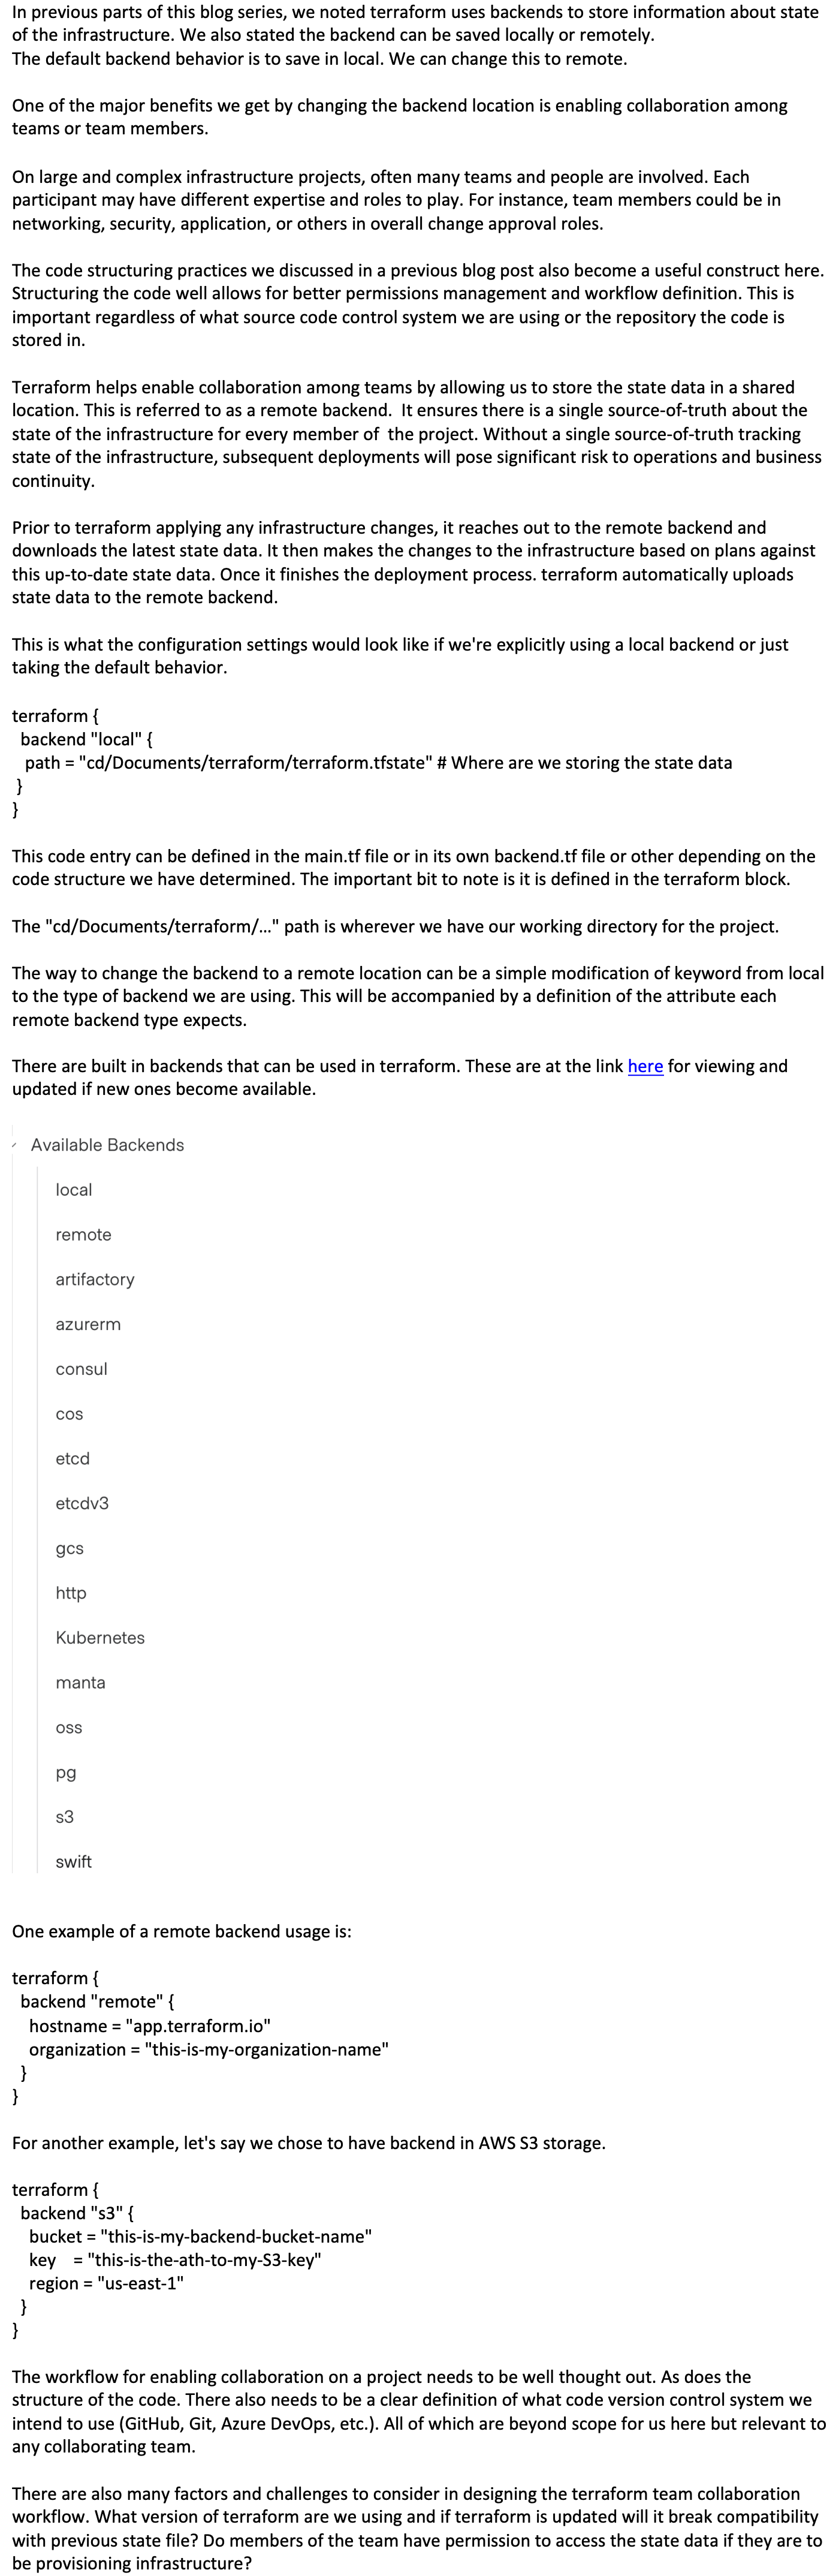 In previous parts of this blog series, we noted terraform uses backends to store information about state
of the infrastructure. We also stated the backend can be saved locally or remotely.
The default backend behavior is to save in local. We can change this to remote.
One of the major benefits we get by changing the backend location is enabling collaboration among
teams or team members.
On large and complex infrastructure projects, often many teams and people are involved. Each
participant may have different expertise and roles to play. For instance, team members could be in
networking, security, application, or others in overall change approval roles.
The code structuring practices we discussed in a previous blog post also become a useful construct here.
Structuring the code well allows for better permissions management and workflow definition. This is
important regardless of what source code control system we are using or the repository the code is
stored in.
Terraform helps enable collaboration among teams by allowing us to store the state data in a shared
location. This is referred to as a remote backend.  It ensures there is a single source-of-truth about the
state of the infrastructure for every member of  the project. Without a single source-of-truth tracking
state of the infrastructure, subsequent deployments will pose significant risk to operations and business
continuity.
Prior to terraform applying any infrastructure changes, it reaches out to the remote backend and
downloads the latest state data. It then makes the changes to the infrastructure based on plans against
this up-to-date state data. Once it finishes the deployment process. terraform automatically uploads
state data to the remote backend.
This is what the configuration settings would look like if we're explicitly using a local backend or just
taking the default behavior.
terraform {
backend "local" {
path = "cd/Documents/terraform/terraform.tfstate" # Where are we storing the state data
}
}
This code entry can be defined in the main.tf file or in its own backend.tf file or other depending on the
code structure we have determined. The important bit to note is it is defined in the terraform block.
The "cd/Documents/terraform/..." path is wherever we have our working directory for the project.
The way to change the backend to a remote location can be a simple modification of keyword from local
to the type of backend we are using. This will be accompanied by a definition of the attribute each
remote backend type expects.
There are built in backends that can be used in terraform. These are at the link here for viewing and
updated if new ones become available.
Available Backends
local
remote
artifactory
azurerm
consul
cos
etcd
etcdv3
gcs
http
Kubernetes
manta
oss
pg
s3
swift
One example of a remote backend usage is:
terraform {
backend "remote" {
hostname = "app.terraform.io"
organization = "this-is-my-organization-name"
}
}
For another example, let's say we chose to have backend in AWS S3 storage.
terraform {
backend "s3" {
bucket = "this-is-my-backend-bucket-name"
key    = "this-is-the-ath-to-my-S3-key"
region = "us-east-1"
}
}
The workflow for enabling collaboration on a project needs to be well thought out. As does the
structure of the code. There also needs to be a clear definition of what code version control system we
intend to use (GitHub, Git, Azure DevOps, etc.). All of which are beyond scope for us here but relevant to
any collaborating team.
There are also many factors and challenges to consider in designing the terraform team collaboration
workflow. What version of terraform are we using and if terraform is updated will it break compatibility
with previous state file? Do members of the team have permission to access the state data if they are to
be provisioning infrastructure?